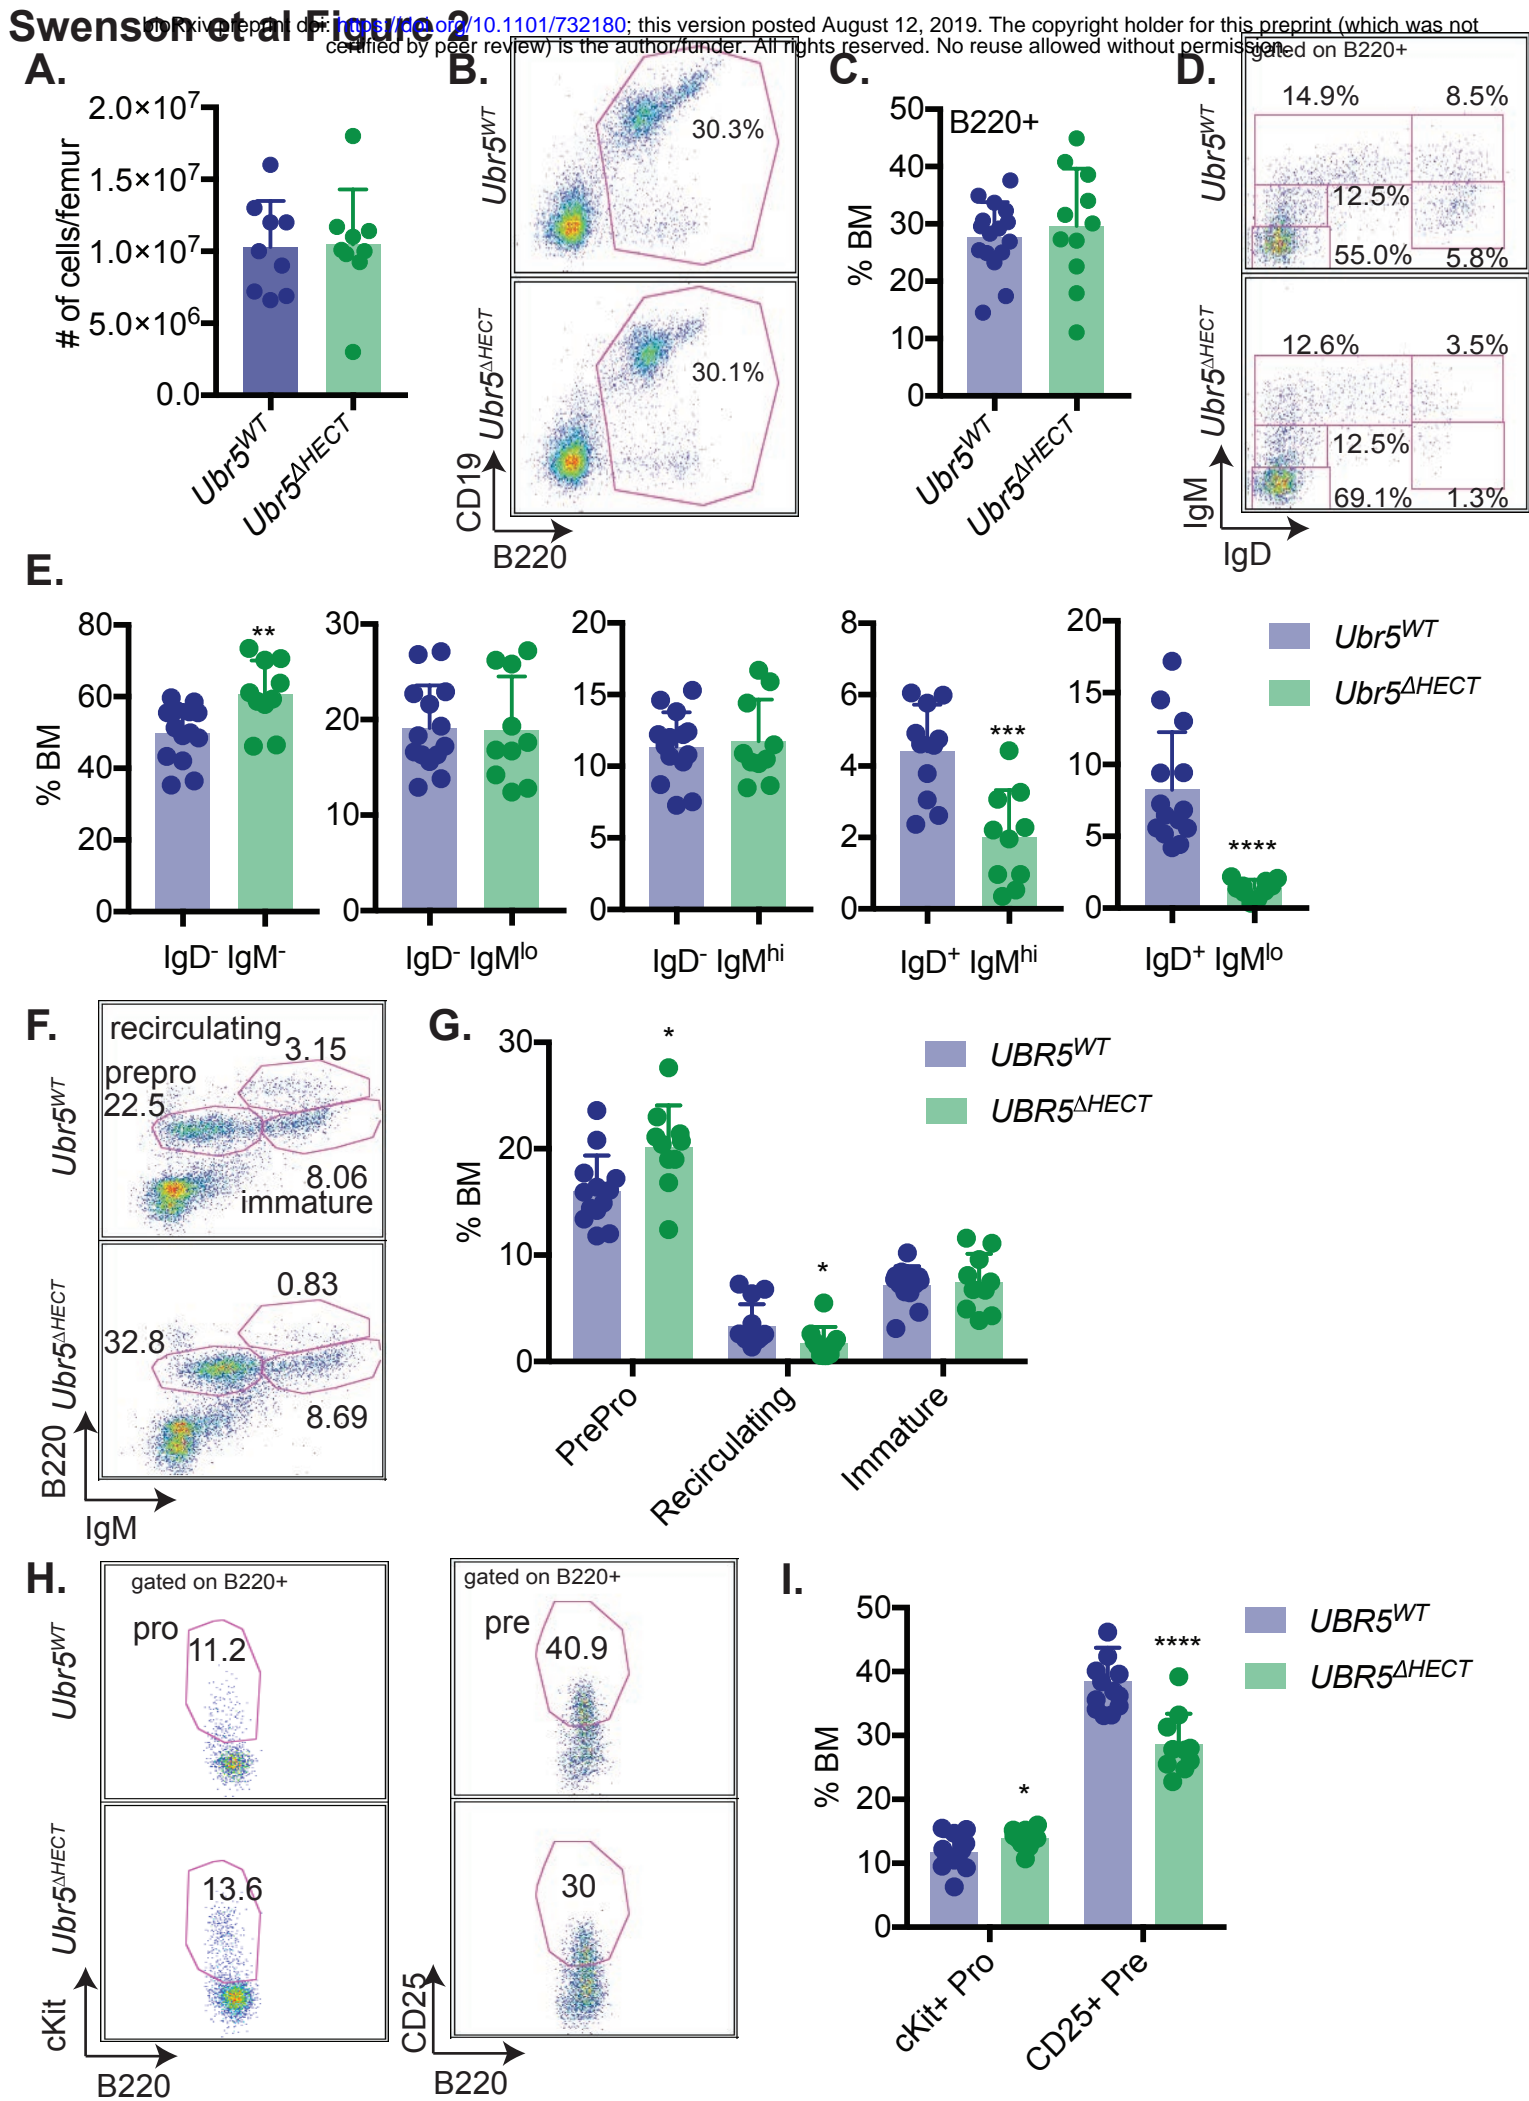 Swenson et al Figure 2
bioRxiv preprint doi: https://doi.org/10.1101/732180; this version posted August 12, 2019. The copyright holder for this preprint (which was not
certified by peer review) is the author/funder. All rights reserved. No reuse allowed without permission.
A.
# of cells/femur
2.0×10⁷
1.5×10⁷
1.0×10⁷
5.0×10⁶
0.0
Ubr5WT
Ubr5ΔHECT
B.
Ubr5WT
30.3%
Ubr5ΔHECT
30.1%
CD19
B220
C.
B220+
% BM
50
40
30
20
10
0
Ubr5WT
Ubr5ΔHECT
D.
gated on B220+
Ubr5WT
14.9%
8.5%
12.5%
55.0%
5.8%
Ubr5ΔHECT
12.6%
3.5%
12.5%
69.1%
1.3%
IgM
IgD
E.
% BM
80
60
40
20
0
**
IgD- IgM-
30
20
10
0
IgD- IgMlo
20
15
10
5
0
IgD- IgMhi
8
6
4
2
0
***
IgD+ IgMhi
20
15
10
5
0
****
IgD+ IgMlo
Ubr5WT
Ubr5ΔHECT
F.
Ubr5WT
recirculating
3.15
prepro
22.5
8.06
immature
Ubr5ΔHECT
0.83
32.8
8.69
B220
IgM
G.
% BM
30
20
10
0
*
*
PrePro
Recirculating
Immature
UBR5WT
UBR5ΔHECT
H.
Ubr5WT
gated on B220+
pro
11.2
Ubr5ΔHECT
13.6
cKit
B220
gated on B220+
pre
40.9
30
CD25
B220
I.
% BM
50
40
30
20
10
0
*
****
cKit+ Pro
CD25+ Pre
UBR5WT
UBR5ΔHECT